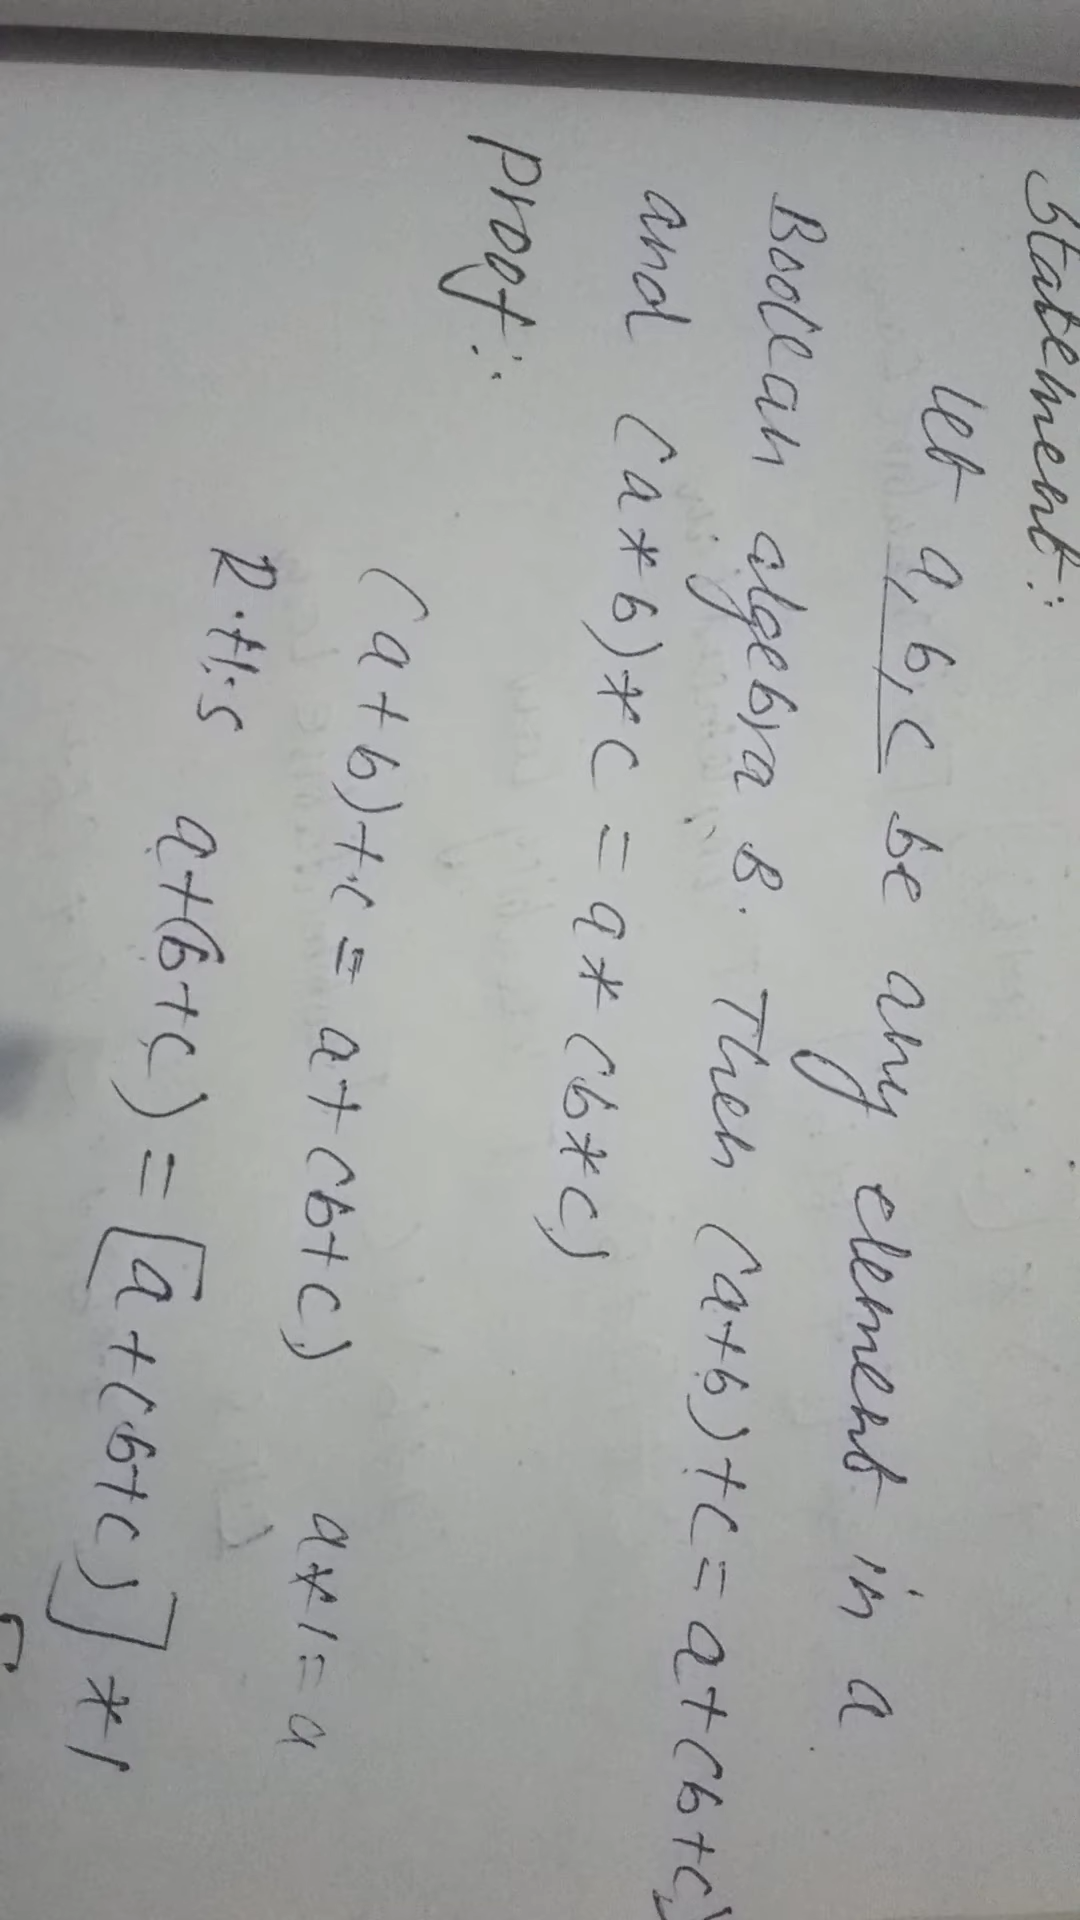 Statement:
let a, b, c be any element in a
Boolean algebra B. Then (a+b)+c = a+(b+c)
and (a*b)*c = a*(b*c)
Proof:
(a+b)+c = a+(b+c) a*1 = a
R.H.S a+(b+c) = [a+(b+c)]*1